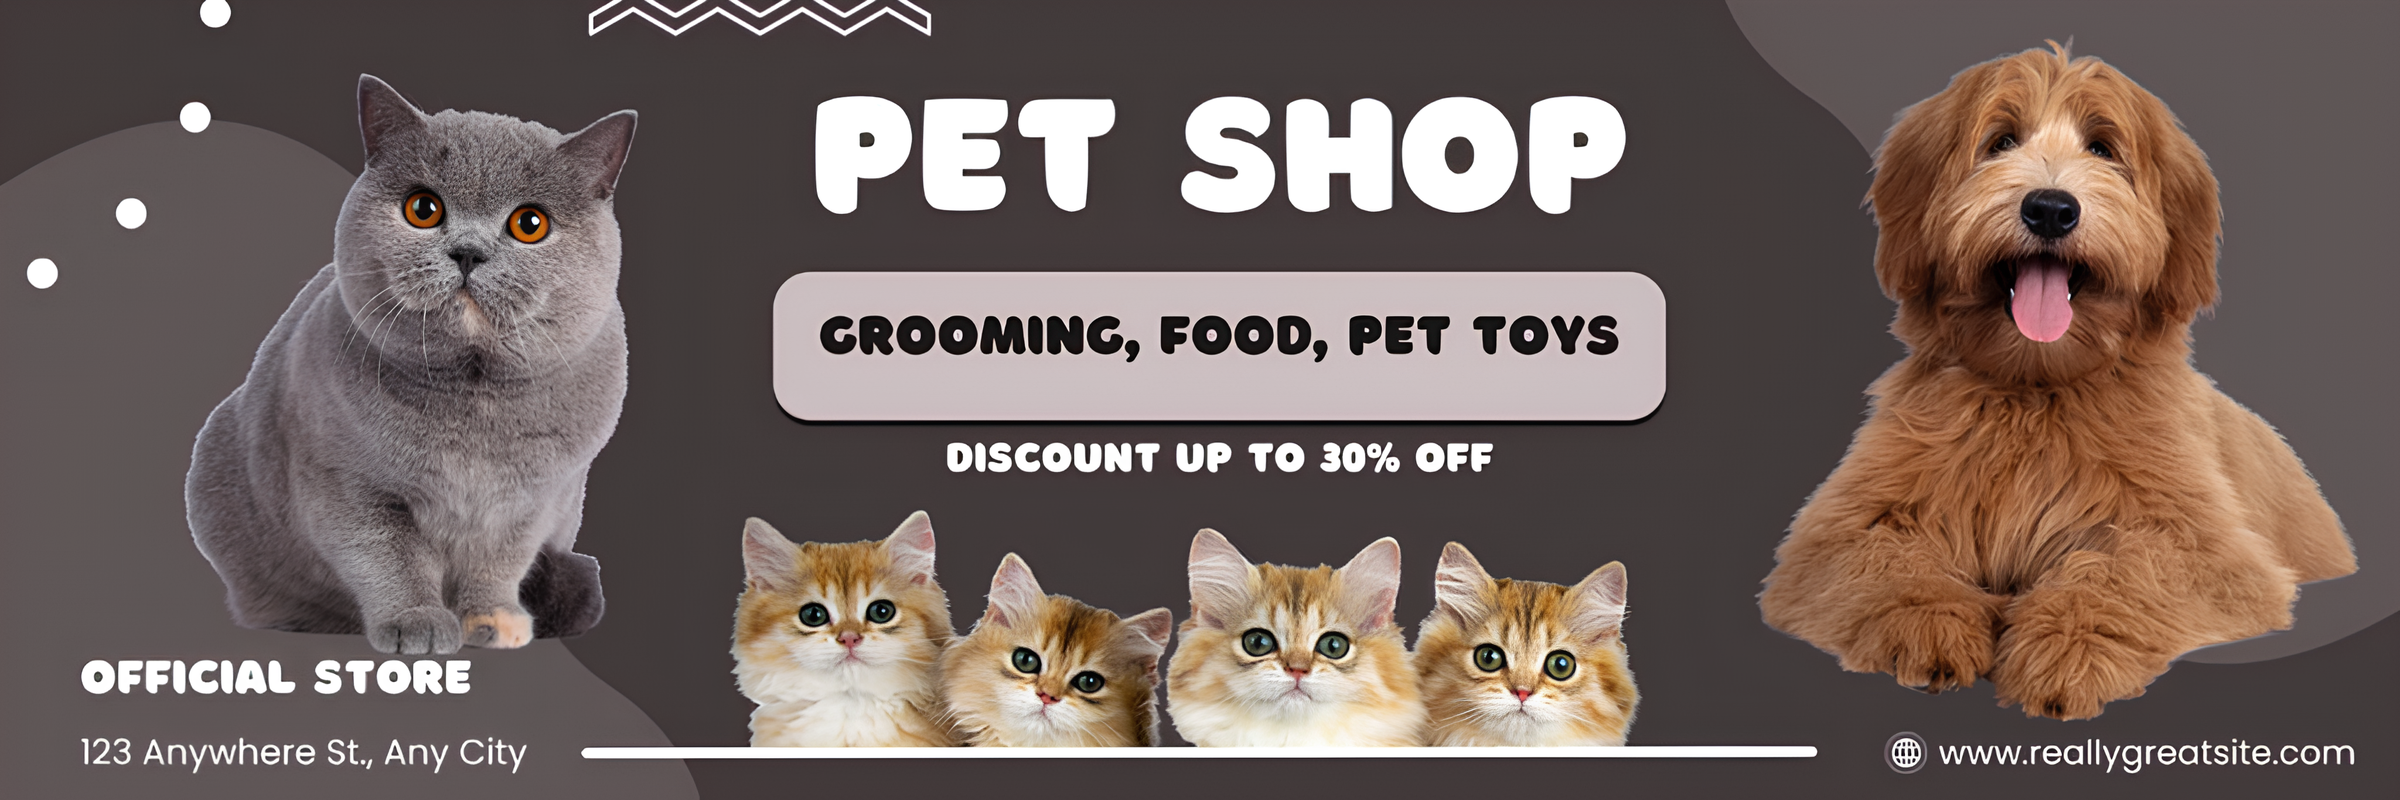 PET SHOP
GROOMING, FOOD, PET TOYS
DISCOUNT UP TO 30% OFF
OFFICIAL STORE
123 Anywhere St., Any City
www.reallygreatsite.com